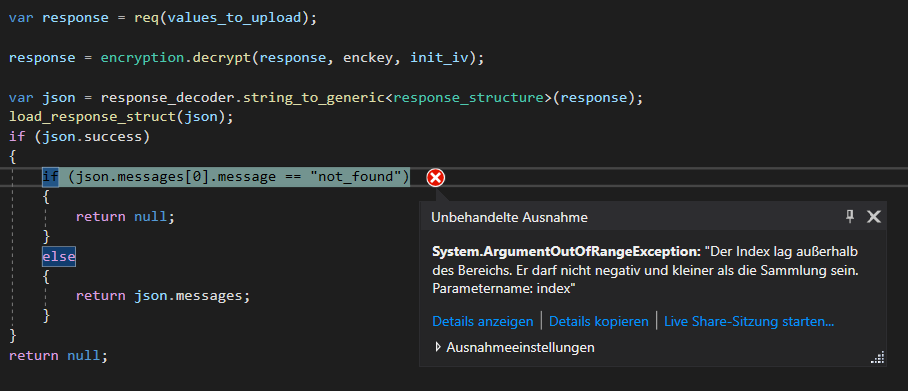 var response = req(values_to_upload);
response = encryption.decrypt(response, enckey, init_iv);
var json = response_decoder.string_to_generic<response_structure>(response);
load_response_struct(json);
if (json.success)
{
if (json.messages[0].message == "not_found")
{
return null;
}
else
{
return json.messages;
}
}
return null;
Unbehandelte Ausnahme
System.ArgumentOutOfRangeException: "Der Index lag außerhalb
des Bereichs. Er darf nicht negativ und kleiner als die Sammlung sein.
Parametername: index"
Details anzeigen | Details kopieren | Live Share-Sitzung starten...
Ausnahmeeinstellungen